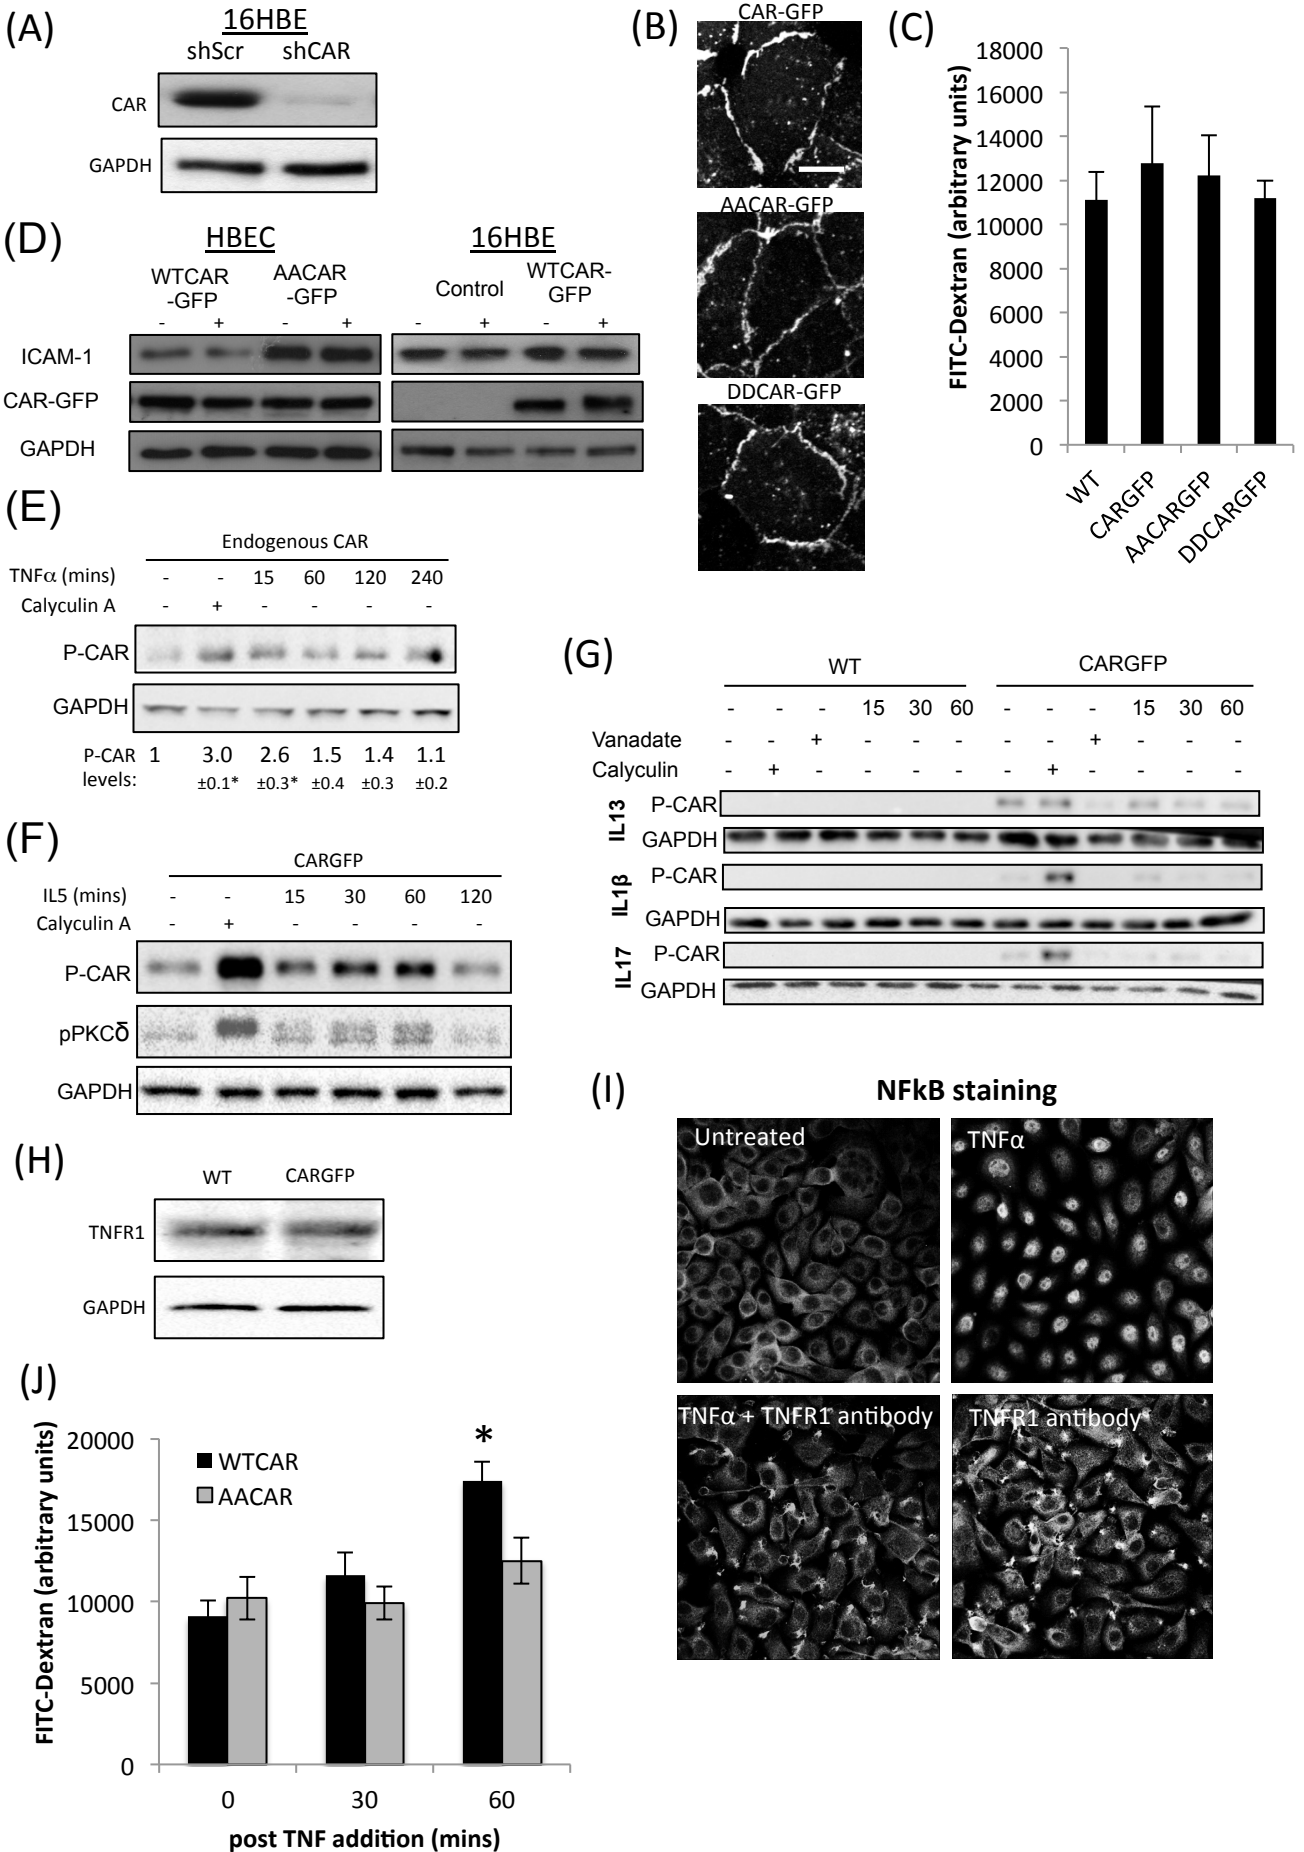 (A)
16HBE
shScr shCAR
CAR
GAPDH
(B)
CAR-GFP
AACAR-GFP
DDCAR-GFP
(C)
FITC-Dextran (arbitrary units)
18000
16000
14000
12000
10000
8000
6000
4000
2000
0
WT
CARGFP
AACARGFP
DDCARGFP
(D)
HBEC 16HBE
WTCAR
-GFP
AACAR
-GFP
Control
WTCAR-
GFP
- + - + - + - +
ICAM-1
CAR-GFP
GAPDH
(E)
Endogenous CAR
TNFα (mins) - - 15 60 120 240
Calyculin A - + - - - -
P-CAR
GAPDH
P-CAR 1 3.0 2.6 1.5 1.4 1.1
levels: ±0.1* ±0.3* ±0.4 ±0.3 ±0.2
(F)
CARGFP
IL5 (mins) - - 15 30 60 120
Calyculin A - + - - - -
P-CAR
pPKCδ
GAPDH
(G)
WT CARGFP
- - - 15 30 60 - - - 15 30 60
Vanadate - - + - - - - - + - - -
Calyculin - + - - - - - + - - - -
IL13
P-CAR
GAPDH
IL1β
P-CAR
GAPDH
IL17
P-CAR
GAPDH
(H)
WT CARGFP
TNFR1
GAPDH
(I)
NFkB staining
Untreated
TNFα
TNFα + TNFR1 antibody
TNFR1 antibody
(J)
FITC-Dextran (arbitrary units)
20000
15000
10000
5000
0
WTCAR
AACAR
*
0 30 60
post TNF addition (mins)